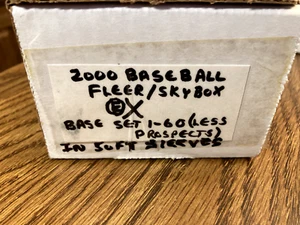 2000 BASEBALL
FLEER/SKYBOX
EX
BASE SET 1-60 (LESS
PROSPECTS)
IN SOFT SLEEVES